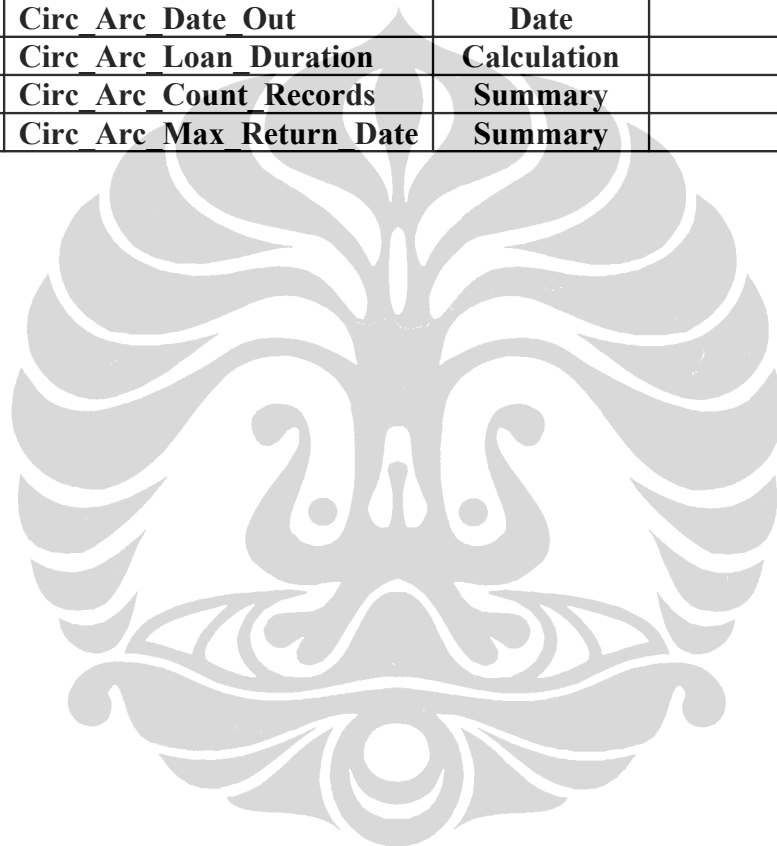 Circ_Arc_Date_Out Date
Circ_Arc_Loan_Duration Calculation
Circ_Arc_Count_Records Summary
Circ_Arc_Max_Return_Date Summary